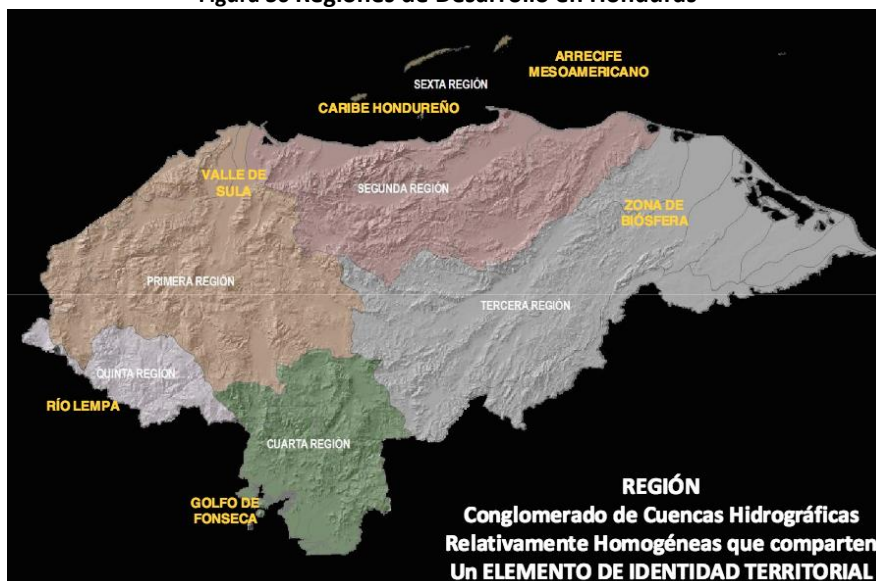 Figura 30 Regiones de Desarrollo en Honduras
ARRECIFE
MESOAMERICANO
SEXTA REGIÓN
CARIBE HONDUREÑO
VALLE DE
SULA
SEGUNDA REGIÓN
ZONA DE
BIÓSFERA
PRIMERA REGIÓN
TERCERA REGIÓN
QUINTA REGIÓN
RÍO LEMPA
CUARTA REGIÓN
GOLFO DE
FONSECA
REGIÓN
Conglomerado de Cuencas Hidrográficas
Relativamente Homogéneas que comparten
Un ELEMENTO DE IDENTIDAD TERRITORIAL